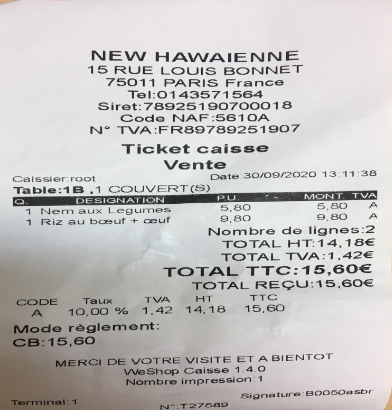 NEW HAWAIENNE
15 RUE LOUIS BONNET
75011 PARIS France
Tel:0143571564
Siret:78925190700018
Code NAF:5610A
N° TVA:FR89789251907
Ticket caisse
Vente
Caissier:root Date:30/09/2020 13:11:38
Table:1B ,1 COUVERT(S)
Q. DESIGNATION P.U. MONT. TVA
1 Nem aux Legumes 5,80 5,80 A
1 Riz au bœuf + œuf 9,80 9,80 A
Nombre de lignes:2
TOTAL HT:14,18€
TOTAL TVA:1,42€
TOTAL TTC:15,60€
TOTAL REÇU:15,60€
CODE Taux TVA HT TTC
A 10,00 % 1,42 14,18 15,60
Mode règlement:
CB:15,60
MERCI DE VOTRE VISITE ET A BIENTOT
WeShop Caisse 1.4.0
Nombre impression:1
Signature:B0050asbr
Terminal:1 N°:T27689